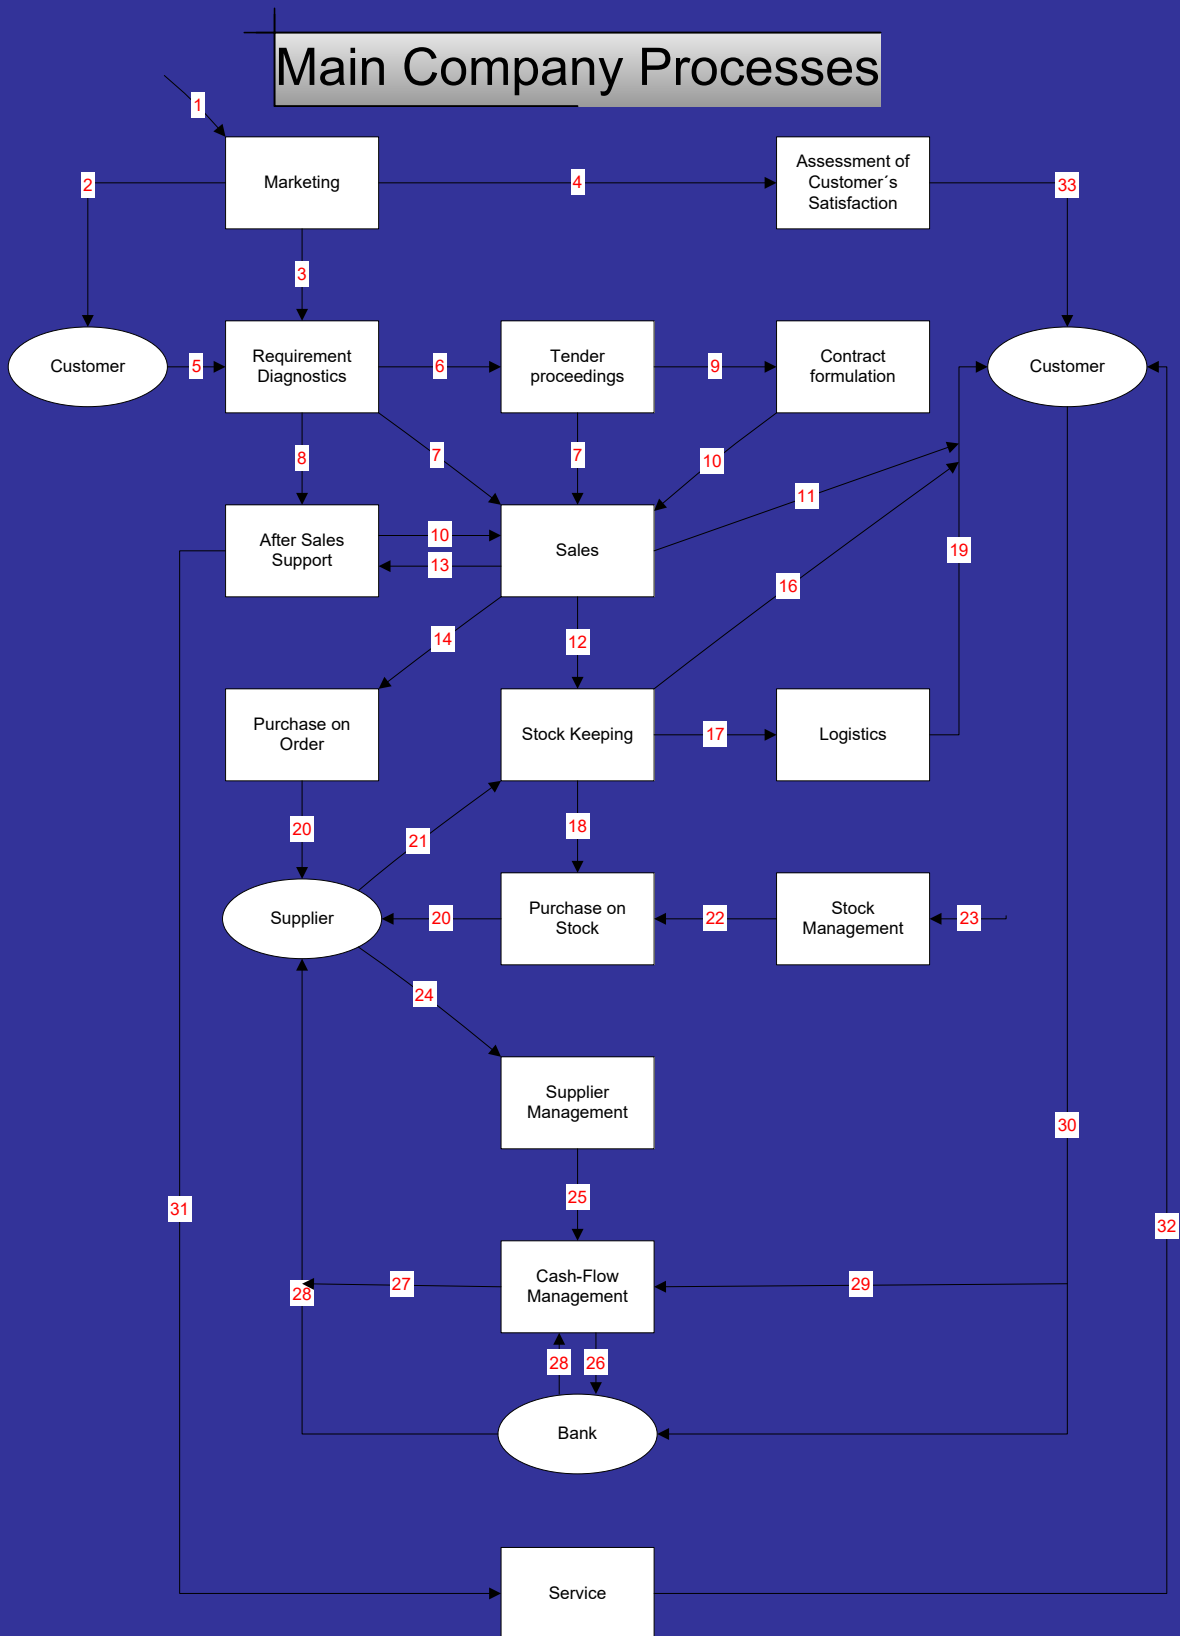 Main Company Processes
1
Marketing
2
4
Assessment of
Customer´s
Satisfaction
33
3
Customer
5
Requirement
Diagnostics
6
Tender
proceedings
9
Contract
formulation
Customer
8
7
7
10
11
After Sales
Support
10
13
Sales
19
16
14
12
Purchase on
Order
Stock Keeping
17
Logistics
20
21
18
Supplier
20
Purchase on
Stock
22
Stock
Management
23
24
Supplier
Management
30
31
25
32
28
27
Cash-Flow
Management
29
28
26
Bank
Service